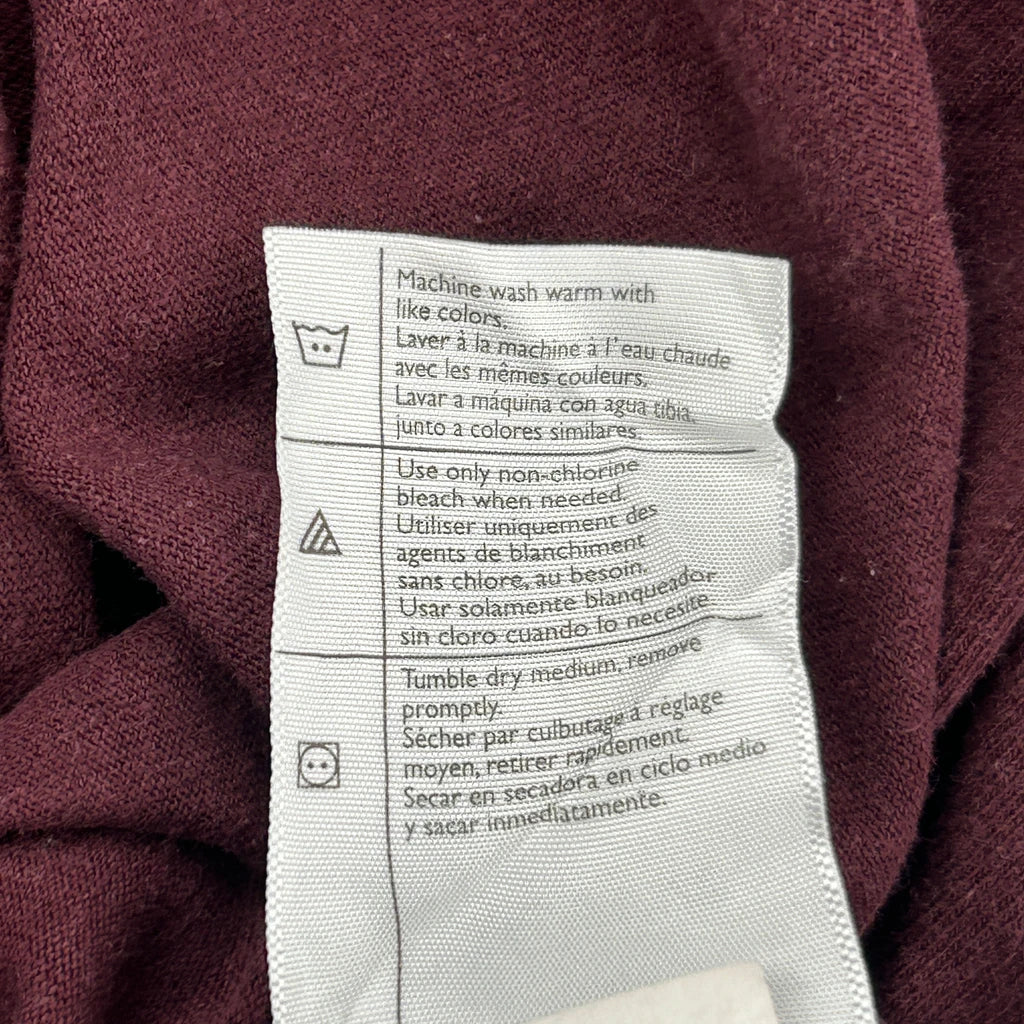 Machine wash warm with
like colors.
Laver à la machine à l'eau chaude
avec les mêmes couleurs.
Lavar a máquina con agua tibia,
junto a colores similares.
Use only non-chlorine
bleach when needed.
Utiliser uniquement des
agents de blanchiment
sans chlore, au besoin.
Usar solamente blanqueador
sin cloro cuando lo necesite
Tumble dry medium, remove
promptly.
Sécher par culbutage à réglage
moyen, retirer rapidement.
Secar en secadora en ciclo medio
y sacar inmediatamente.